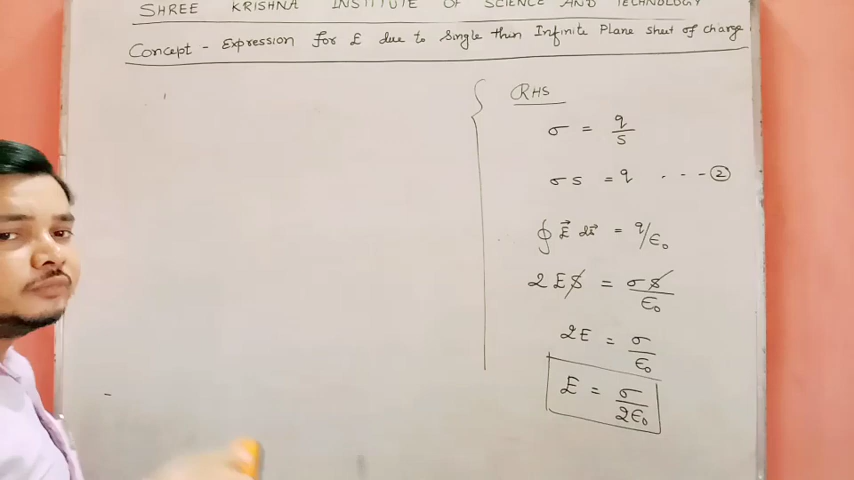 SHREE KRISHNA INSTITUTE OF SCIENCE AND TECHNOLOGY
Concept - Expression for E due to Single thin Infinite Plane sheet of charge
RHS
σ = q/s
σ s = q - - - ②
∮ E⃗ ds⃗ = q/ϵ₀
2 E S = σ s/ϵ₀
2E = σ/ϵ₀
E = σ/2ϵ₀